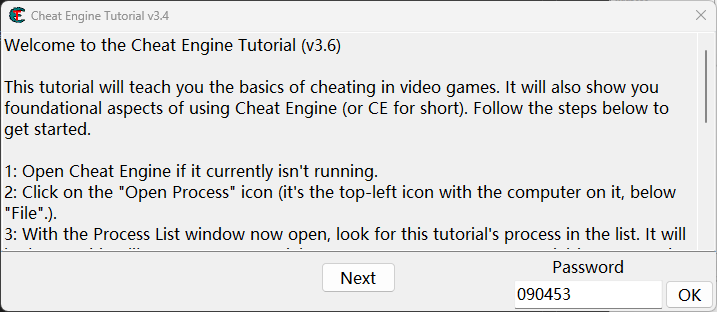 Cheat Engine Tutorial v3.4
Welcome to the Cheat Engine Tutorial (v3.6)
This tutorial will teach you the basics of cheating in video games. It will also show you
foundational aspects of using Cheat Engine (or CE for short). Follow the steps below to
get started.
1: Open Cheat Engine if it currently isn't running.
2: Click on the "Open Process" icon (it's the top-left icon with the computer on it, below
"File".).
3: With the Process List window now open, look for this tutorial's process in the list. It will
Next
Password
090453
OK